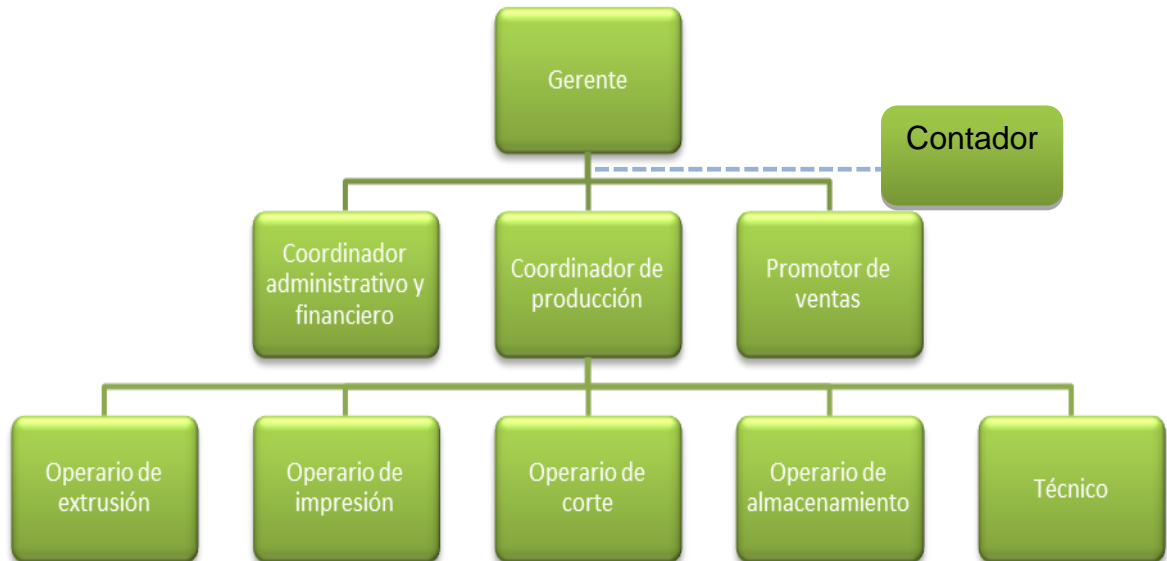 Gerente
Contador
Coordinador
administrativo y
financiero
Coordinador de
producción
Promotor de
ventas
Operario de
extrusión
Operario de
impresión
Operario de
corte
Operario de
almacenamiento
Técnico